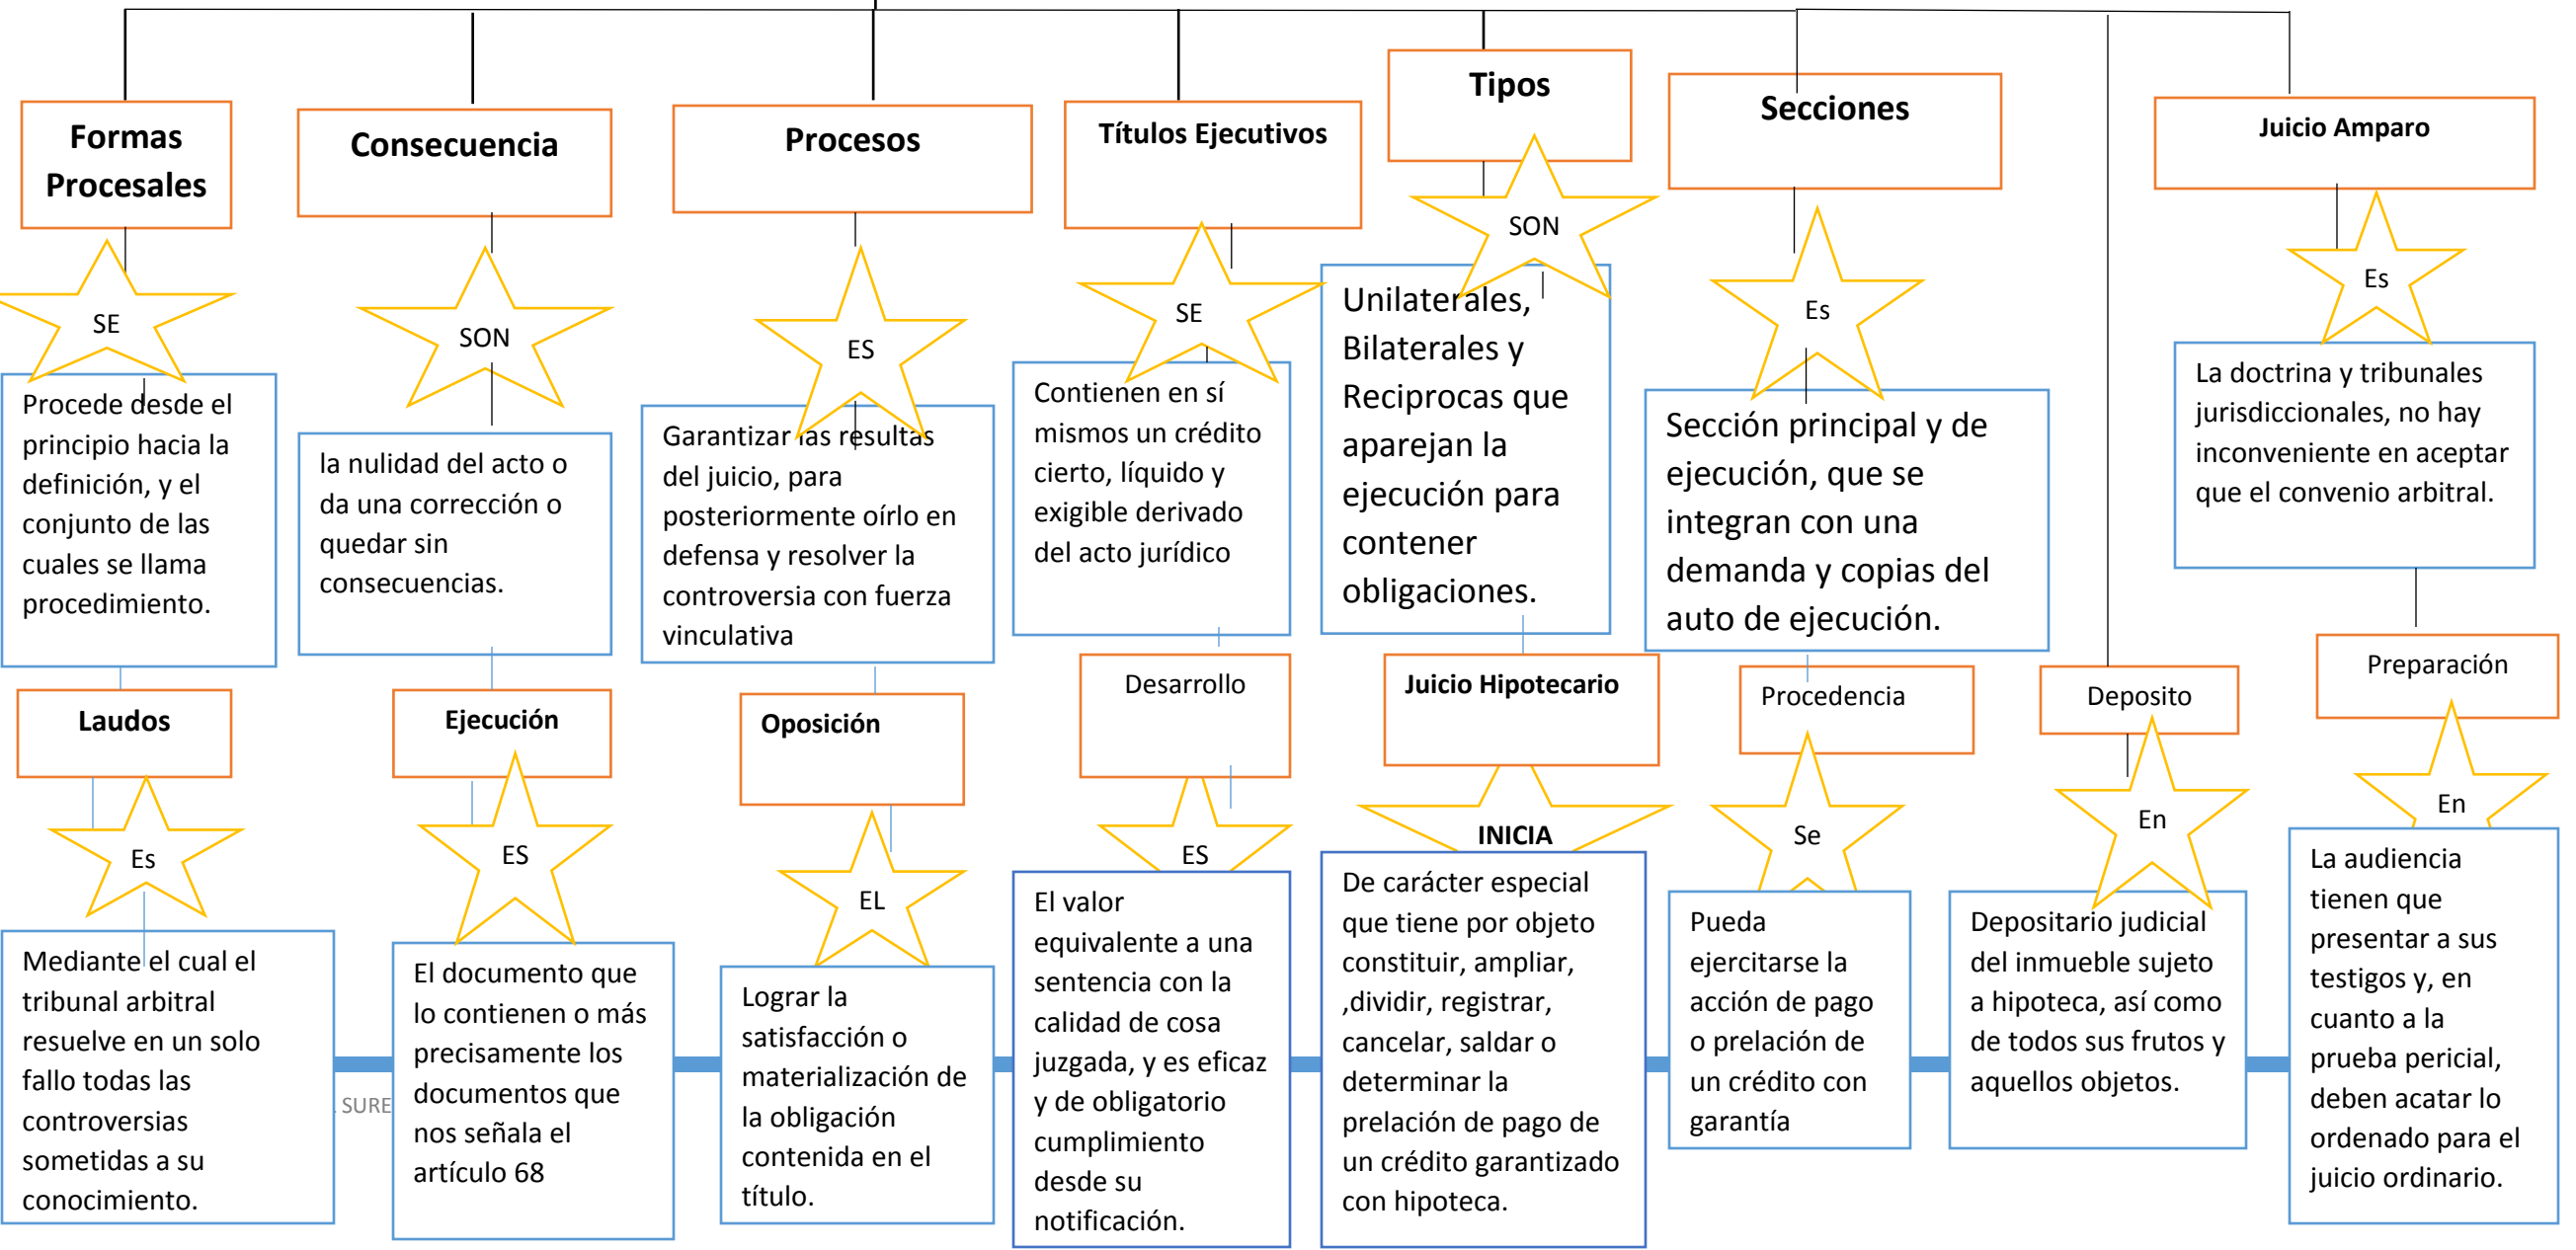 Formas
Procesales
Consecuencia
Procesos
Títulos Ejecutivos
Tipos
Secciones
Juicio Amparo
SE
SON
ES
SE
SON
Es
Es
Procede desde el
principio hacia la
definición, y el
conjunto de las
cuales se llama
procedimiento.
la nulidad del acto o
da una corrección o
quedar sin
consecuencias.
Garantizar las resultas
del juicio, para
posteriormente oírlo en
defensa y resolver la
controversia con fuerza
vinculativa
Contienen en sí
mismos un crédito
cierto, líquido y
exigible derivado
del acto jurídico
Unilaterales,
Bilaterales y
Reciprocas que
aparejan la
ejecución para
contener
obligaciones.
Sección principal y de
ejecución, que se
integran con una
demanda y copias del
auto de ejecución.
La doctrina y tribunales
jurisdiccionales, no hay
inconveniente en aceptar
que el convenio arbitral.
Laudos
Ejecución
Oposición
Desarrollo
Juicio Hipotecario
Procedencia
Deposito
Preparación
Es
ES
EL
ES
INICIA
Se
En
En
Mediante el cual el
tribunal arbitral
resuelve en un solo
fallo todas las
controversias
sometidas a su
conocimiento.
SURE
El documento que
lo contienen o más
precisamente los
documentos que
nos señala el
artículo 68
Lograr la
satisfacción o
materialización de
la obligación
contenida en el
título.
El valor
equivalente a una
sentencia con la
calidad de cosa
juzgada, y es eficaz
y de obligatorio
cumplimiento
desde su
notificación.
De carácter especial
que tiene por objeto
constituir, ampliar,
,dividir, registrar,
cancelar, saldar o
determinar la
prelación de pago de
un crédito garantizado
con hipoteca.
Pueda
ejercitarse la
acción de pago
o prelación de
un crédito con
garantía
Depositario judicial
del inmueble sujeto
a hipoteca, así como
de todos sus frutos y
aquellos objetos.
La audiencia
tienen que
presentar a sus
testigos y, en
cuanto a la
prueba pericial,
deben acatar lo
ordenado para el
juicio ordinario.